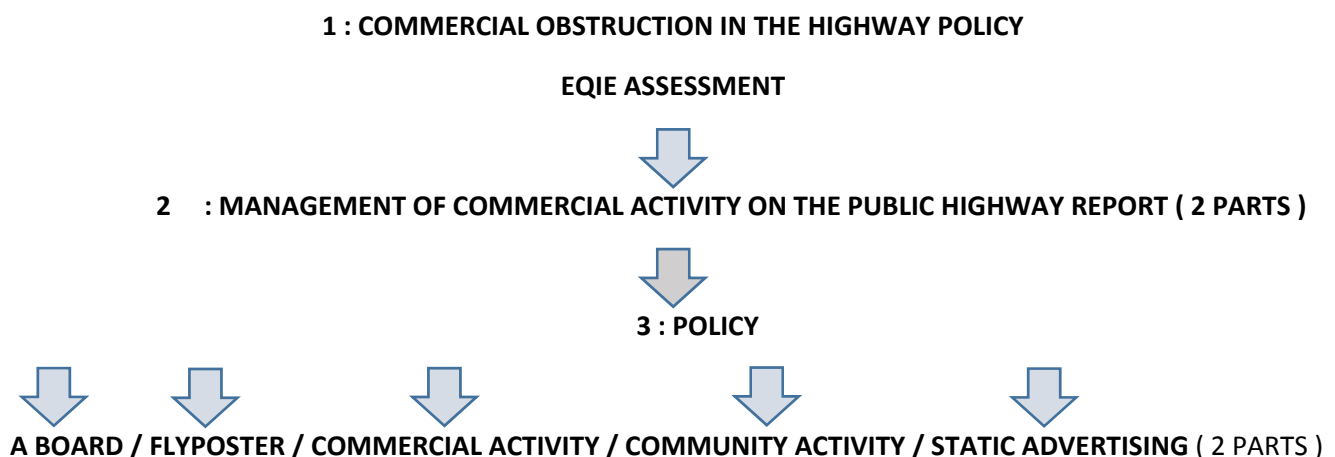 1 : COMMERCIAL OBSTRUCTION IN THE HIGHWAY POLICY
EQIE ASSESSMENT
2 : MANAGEMENT OF COMMERCIAL ACTIVITY ON THE PUBLIC HIGHWAY REPORT ( 2 PARTS )
3 : POLICY
A BOARD / FLYPOSTER / COMMERCIAL ACTIVITY / COMMUNITY ACTIVITY / STATIC ADVERTISING ( 2 PARTS )